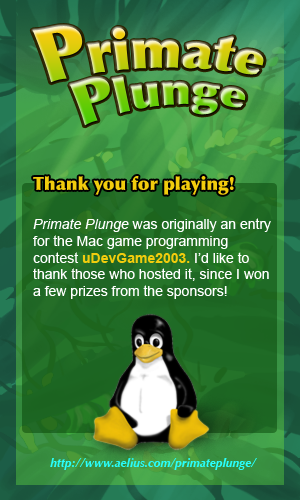 Primate
Plunge
Thank you for playing!
Primate Plunge was originally an entry
for the Mac game programming
contest uDevGame2003. I'd like to
thank those who hosted it, since I won
a few prizes from the sponsors!
http://www.aelius.com/primateplunge/